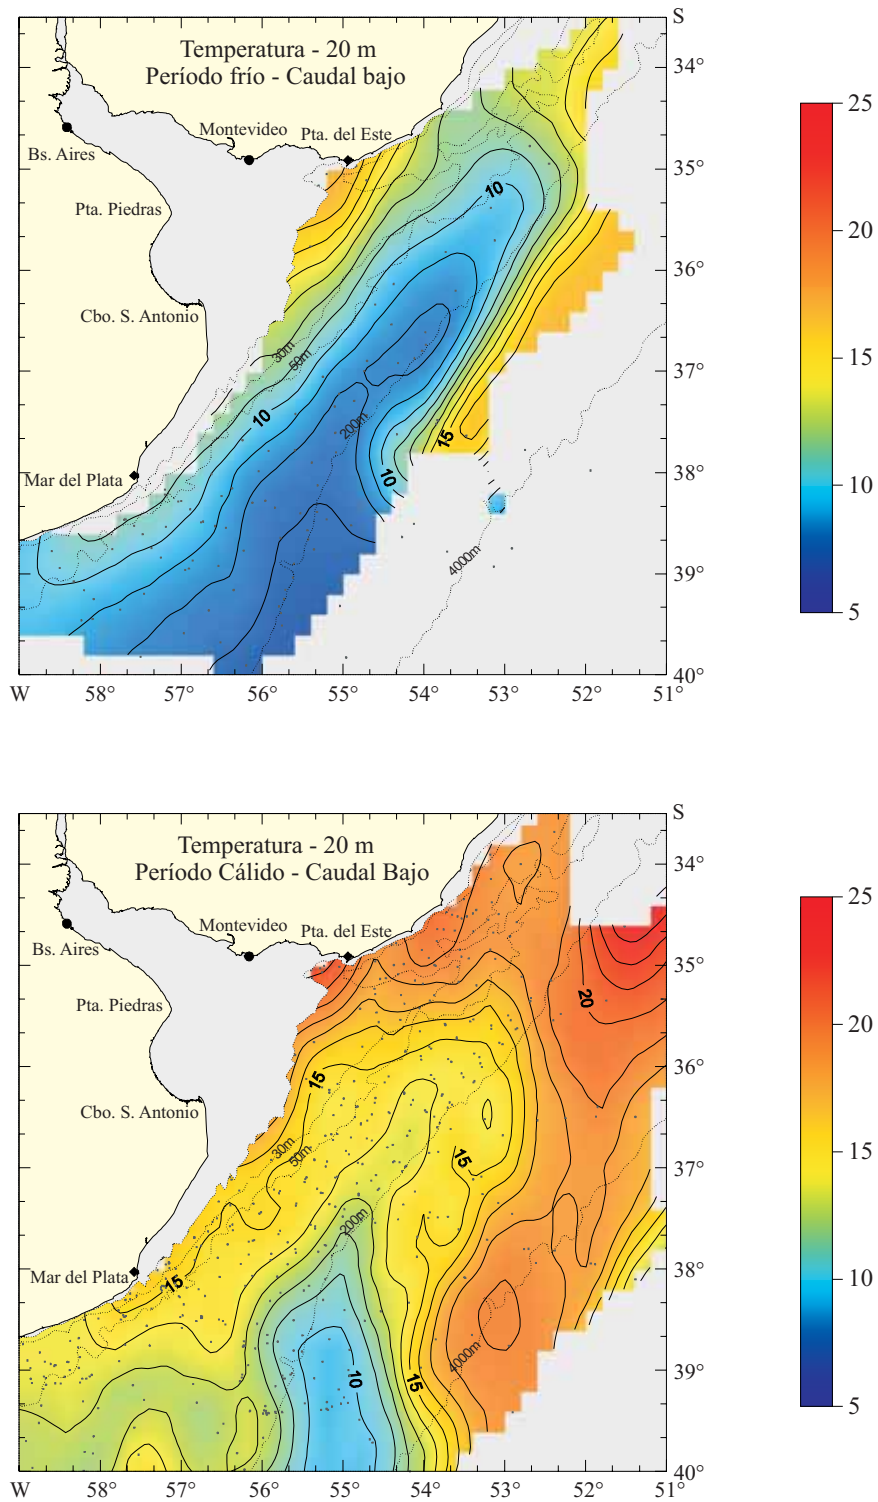 S
Temperatura - 20 m
Período frío - Caudal bajo
34°
25
Montevideo
Pta. del Este
Bs. Aires
35°
10
Pta. Piedras
20
36°
Cbo. S. Antonio
30m
50m
15
37°
10
200m
15
Mar del Plata
10
38°
10
4000m
39°
5
40°
W
58°
57°
56°
55°
54°
53°
52°
51°
S
Temperatura - 20 m
Período Cálido - Caudal Bajo
34°
25
Montevideo
Pta. del Este
Bs. Aires
35°
20
Pta. Piedras
20
36°
15
Cbo. S. Antonio
30m
50m
15
15
37°
200m
Mar del Plata
15
38°
10
4000m
10
15
39°
5
40°
W
58°
57°
56°
55°
54°
53°
52°
51°